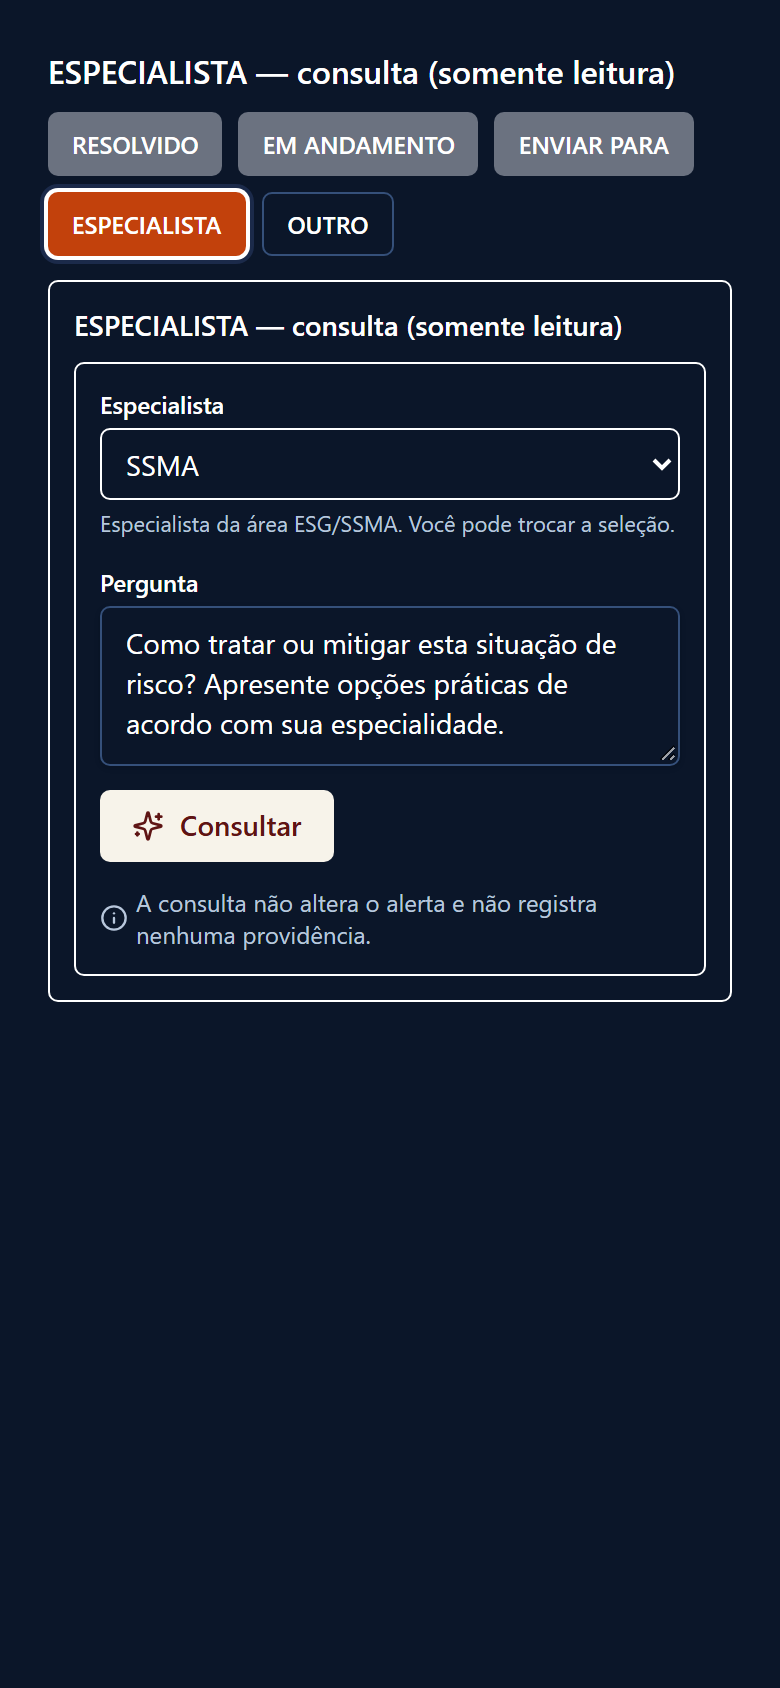 ESPECIALISTA — consulta (somente leitura)
RESOLVIDO
EM ANDAMENTO
ENVIAR PARA
ESPECIALISTA
OUTRO
ESPECIALISTA — consulta (somente leitura)
Especialista
SSMA
Especialista da área ESG/SSMA. Você pode trocar a seleção.
Pergunta
Como tratar ou mitigar esta situação de
risco? Apresente opções práticas de
acordo com sua especialidade.
Consultar
A consulta não altera o alerta e não registra
nenhuma providência.